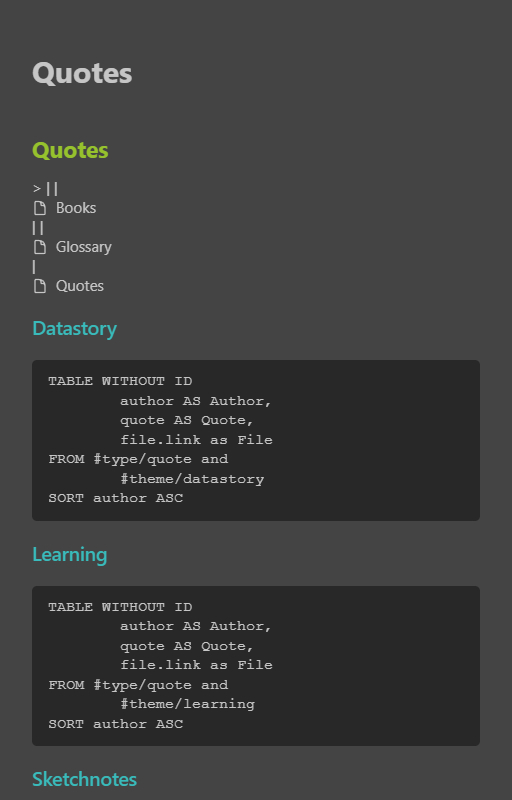 Quotes
Quotes
> | |
Books
| |
Glossary
|
Quotes
Datastory
TABLE WITHOUT ID
author AS Author,
quote AS Quote,
file.link as File
FROM #type/quote and
#theme/datastory
SORT author ASC
Learning
TABLE WITHOUT ID
author AS Author,
quote AS Quote,
file.link as File
FROM #type/quote and
#theme/learning
SORT author ASC
Sketchnotes